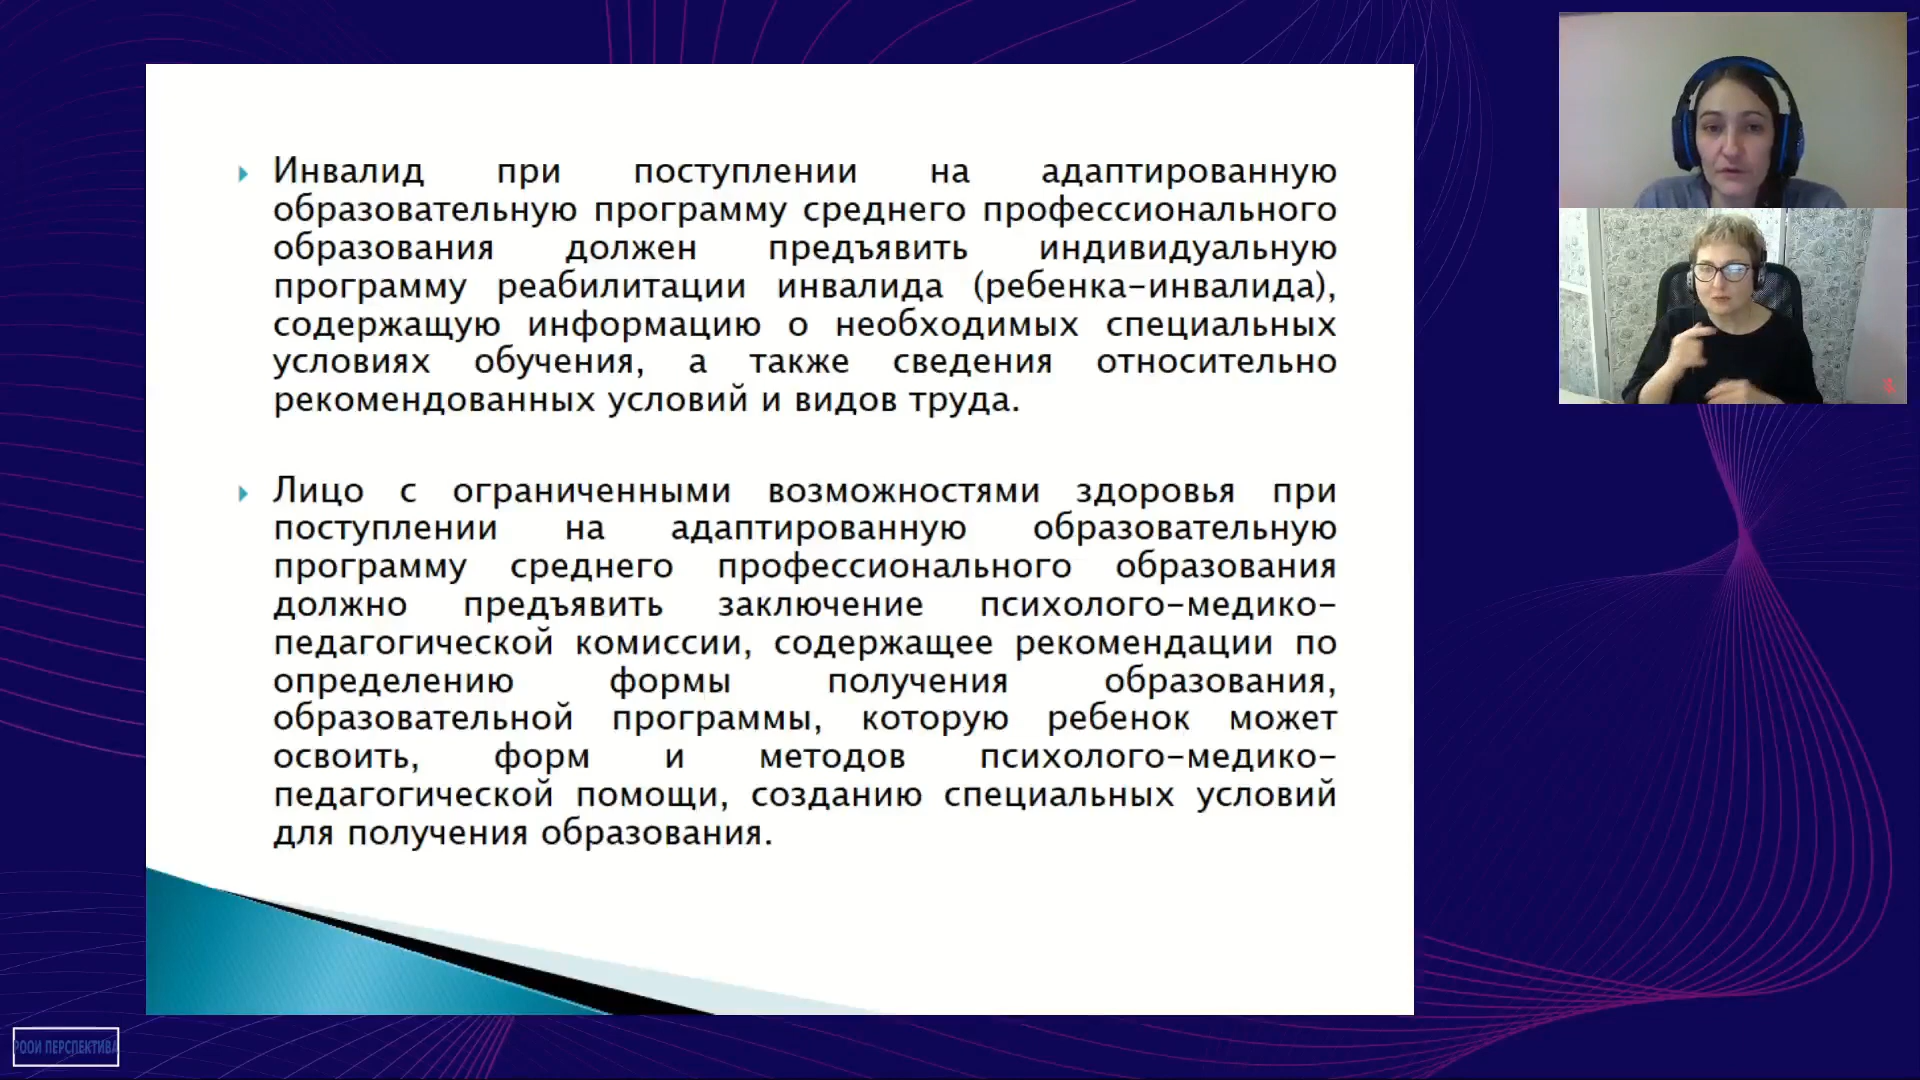 Инвалид при поступлении на адаптированную
образовательную программу среднего профессионального
образования должен предъявить индивидуальную
программу реабилитации инвалида (ребенка-инвалида),
содержащую информацию о необходимых специальных
условиях обучения, а также сведения относительно
рекомендованных условий и видов труда.
Лицо с ограниченными возможностями здоровья при
поступлении на адаптированную образовательную
программу среднего профессионального образования
должно предъявить заключение психолого-медико-
педагогической комиссии, содержащее рекомендации по
определению формы получения образования,
образовательной программы, которую ребенок может
освоить, форм и методов психолого-медико-
педагогической помощи, созданию специальных условий
для получения образования.
РООИ ПЕРСПЕКТИВА